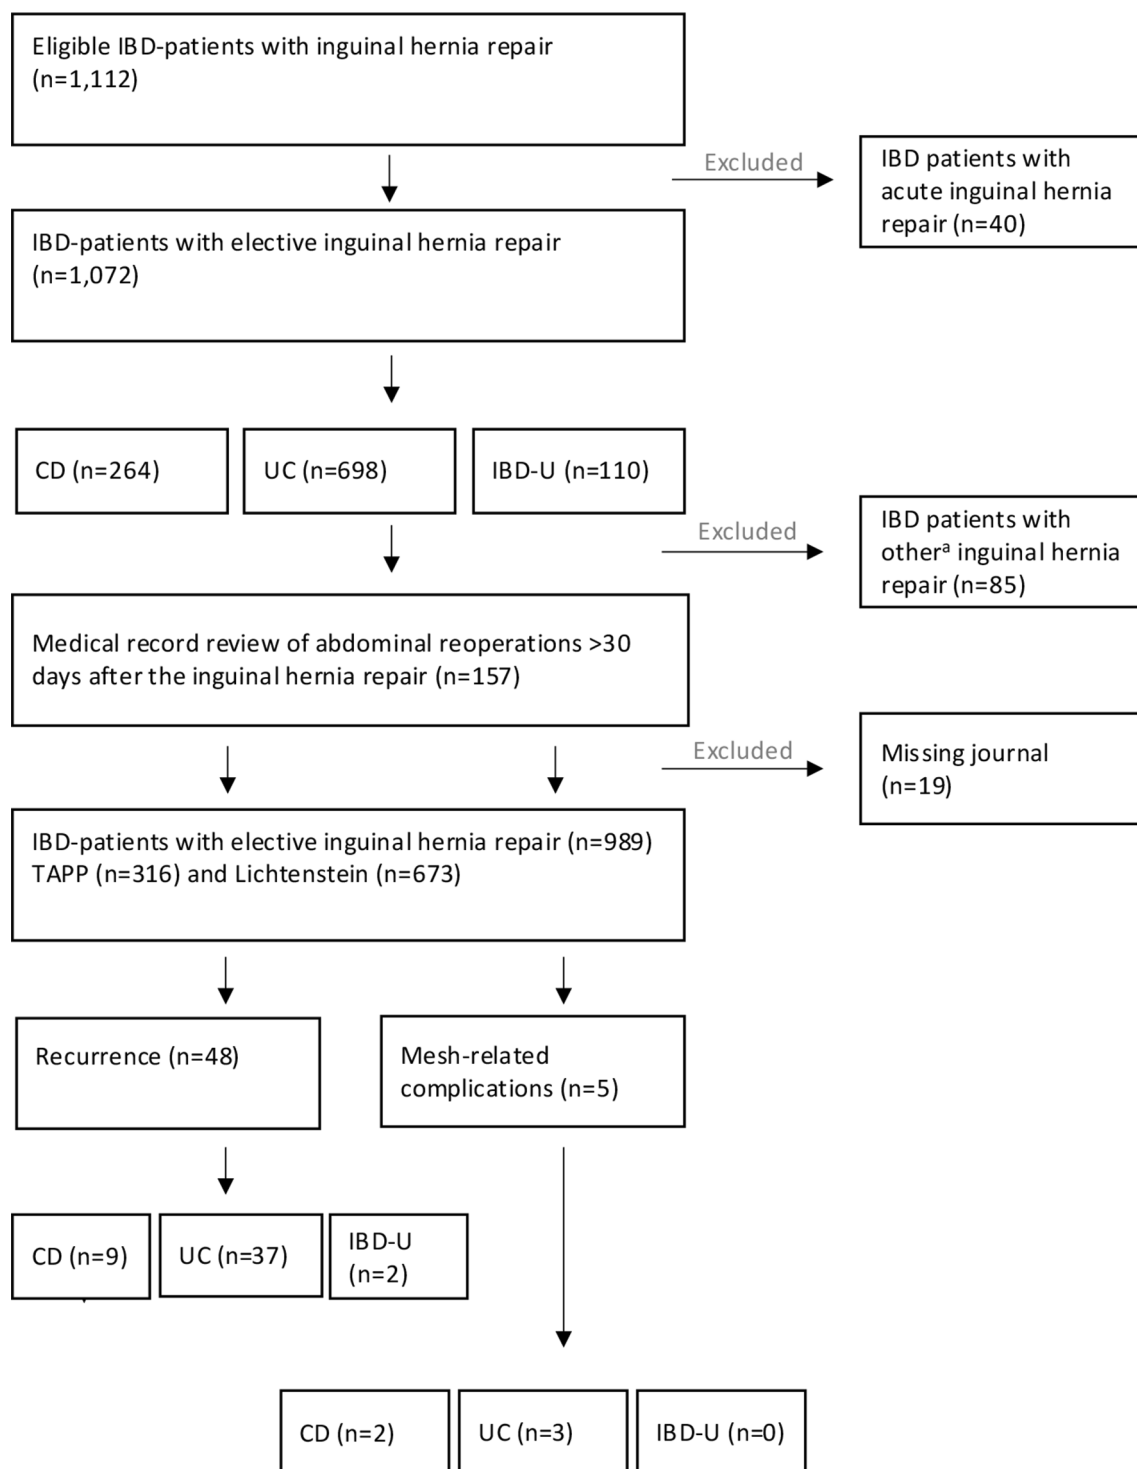 Eligible IBD-patients with inguinal hernia repair
(n=1,112)
Excluded
IBD patients with
acute inguinal hernia
repair (n=40)
IBD-patients with elective inguinal hernia repair
(n=1,072)
CD (n=264)
UC (n=698)
IBD-U (n=110)
Excluded
IBD patients with
otherᵃ inguinal hernia
repair (n=85)
Medical record review of abdominal reoperations >30
days after the inguinal hernia repair (n=157)
Excluded
Missing journal
(n=19)
IBD-patients with elective inguinal hernia repair (n=989)
TAPP (n=316) and Lichtenstein (n=673)
Recurrence (n=48)
Mesh-related
complications (n=5)
CD (n=9)
UC (n=37)
IBD-U
(n=2)
CD (n=2)
UC (n=3)
IBD-U (n=0)